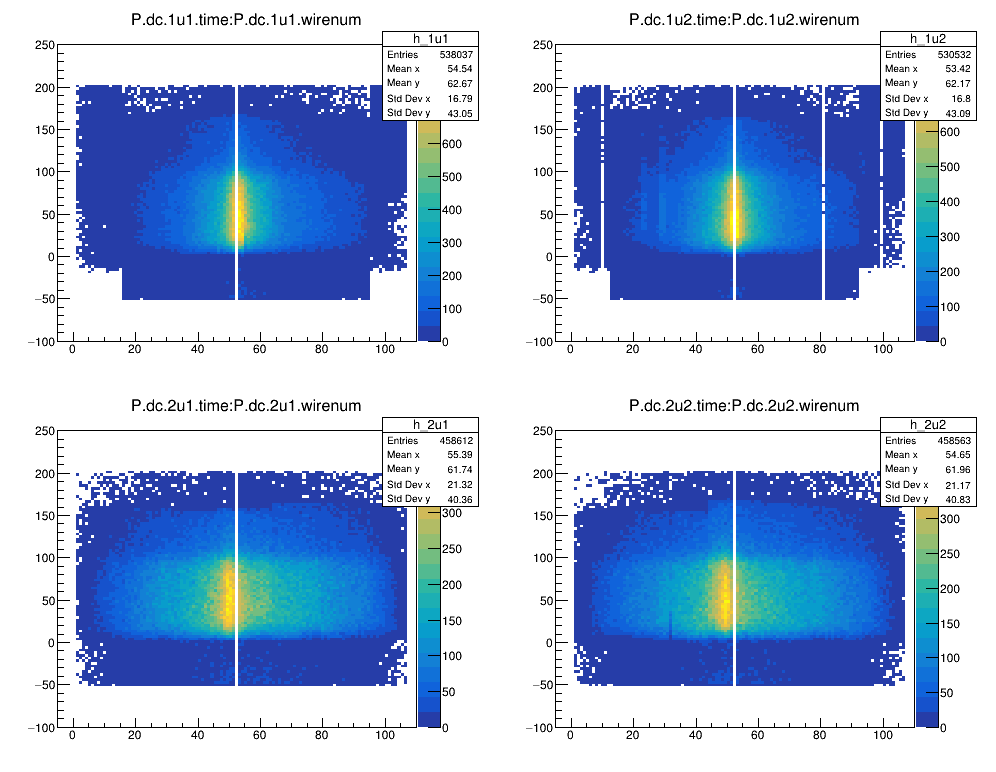 P.dc.1u1.time:P.dc.1u1.wirenum
h_1u1
Entries 538037
Mean x 54.54
Mean y 62.67
Std Dev x 16.79
Std Dev y 43.05
250
200
150
100
50
0
−50
−100
0 20 40 60 80 100
600
500
400
300
200
100
0
P.dc.1u2.time:P.dc.1u2.wirenum
h_1u2
Entries 530532
Mean x 53.42
Mean y 62.17
Std Dev x 16.8
Std Dev y 43.09
250
200
150
100
50
0
−50
−100
0 20 40 60 80 100
600
500
400
300
200
100
0
P.dc.2u1.time:P.dc.2u1.wirenum
h_2u1
Entries 458612
Mean x 55.39
Mean y 61.74
Std Dev x 21.32
Std Dev y 40.36
250
200
150
100
50
0
−50
−100
0 20 40 60 80 100
300
250
200
150
100
50
0
P.dc.2u2.time:P.dc.2u2.wirenum
h_2u2
Entries 458563
Mean x 54.65
Mean y 61.96
Std Dev x 21.17
Std Dev y 40.83
250
200
150
100
50
0
−50
−100
0 20 40 60 80 100
300
250
200
150
100
50
0